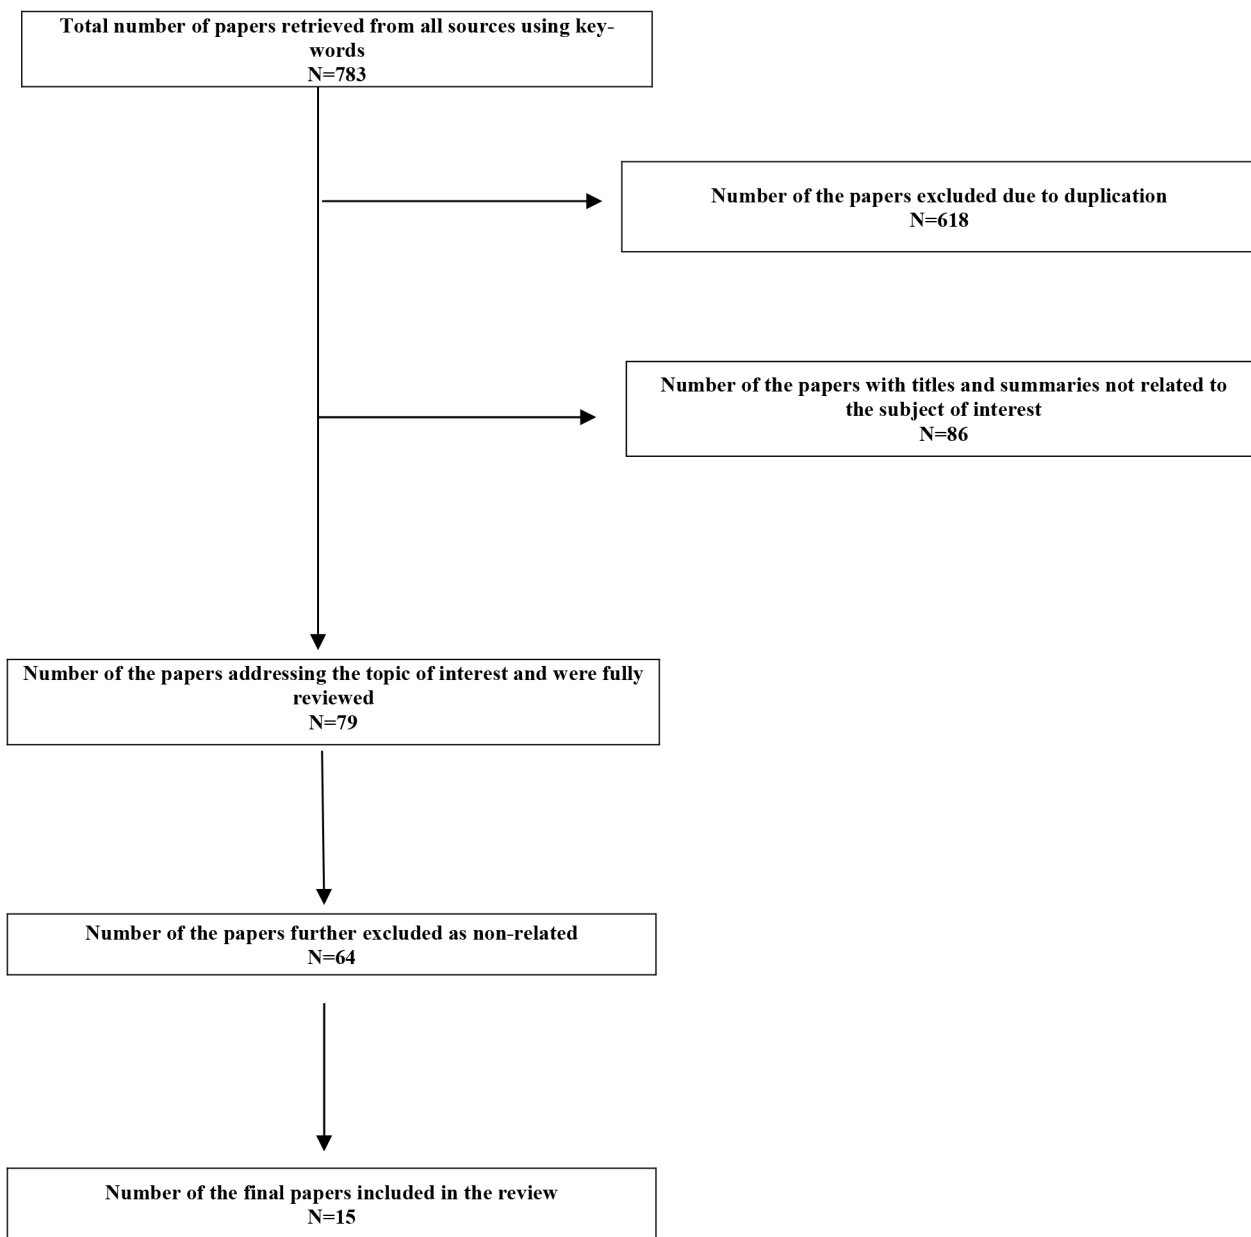 Total number of papers retrieved from all sources using key-
words
N=783
Number of the papers excluded due to duplication
N=618
Number of the papers with titles and summaries not related to
the subject of interest
N=86
Number of the papers addressing the topic of interest and were fully
reviewed
N=79
Number of the papers further excluded as non-related
N=64
Number of the final papers included in the review
N=15